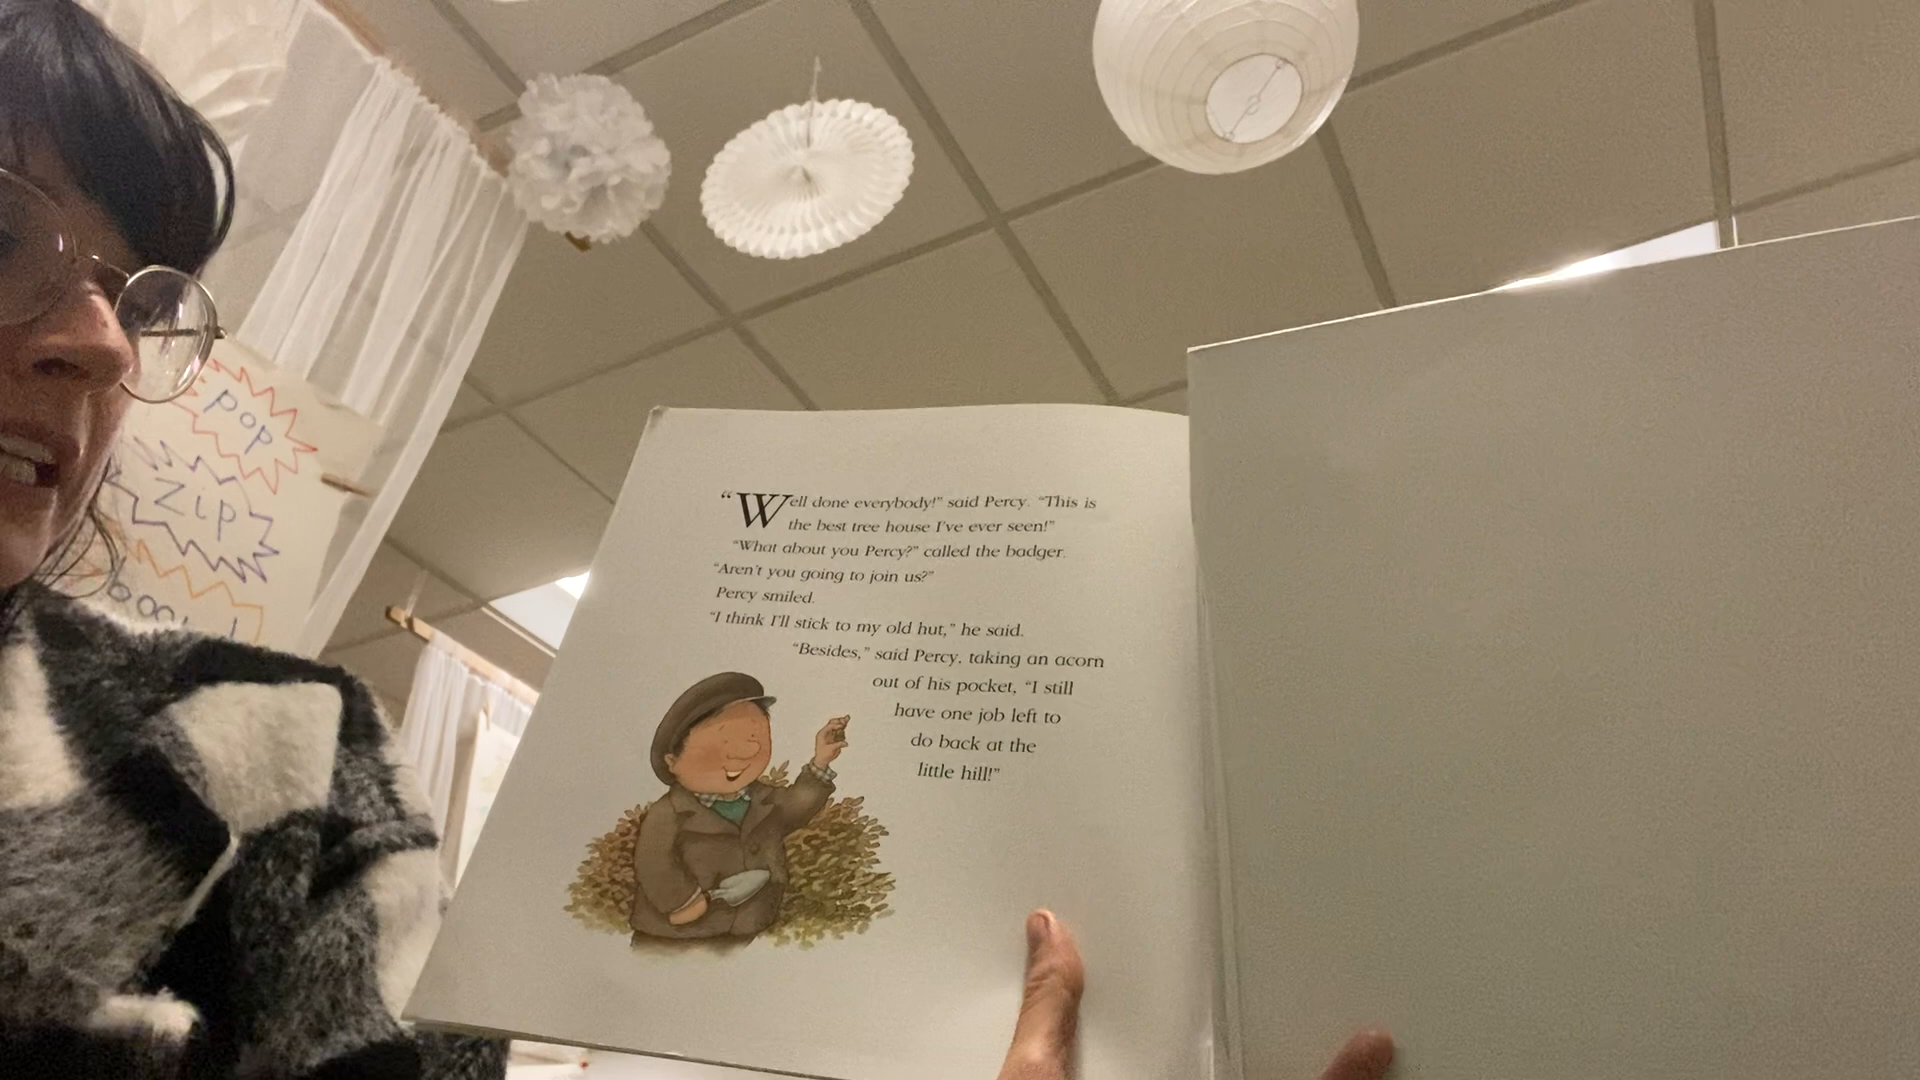 pop
zip
boom!
“Well done everybody!” said Percy. “This is
the best tree house I’ve ever seen!”
“What about you Percy?” called the badger.
“Aren’t you going to join us?”
Percy smiled.
“I think I’ll stick to my old hut,” he said.
“Besides,” said Percy, taking an acorn
out of his pocket, “I still
have one job left to
do back at the
little hill!”